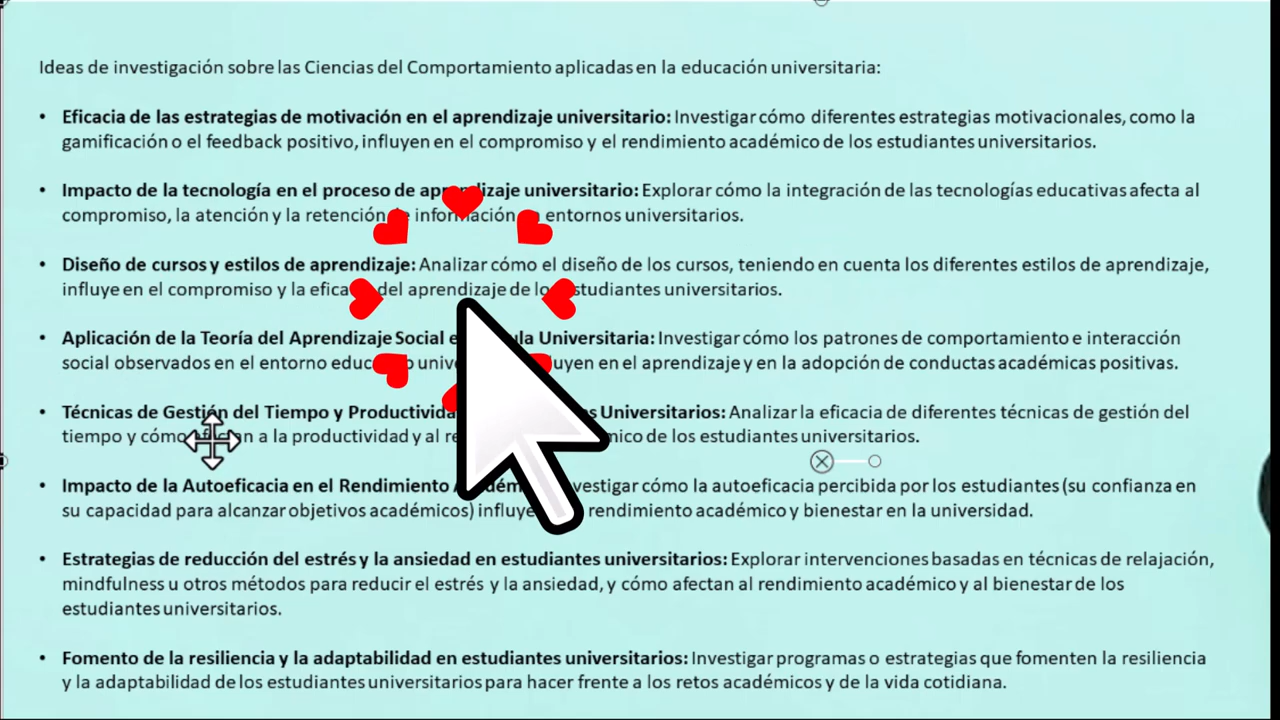 Ideas de investigación sobre las Ciencias del Comportamiento aplicadas en la educación universitaria:
• Eficacia de las estrategias de motivación en el aprendizaje universitario: Investigar cómo diferentes estrategias motivacionales, como la
gamificación o el feedback positivo, influyen en el compromiso y el rendimiento académico de los estudiantes universitarios.
• Impacto de la tecnología en el proceso de aprendizaje universitario: Explorar cómo la integración de las tecnologías educativas afecta al
compromiso, la atención y la retención de información en entornos universitarios.
• Diseño de cursos y estilos de aprendizaje: Analizar cómo el diseño de los cursos, teniendo en cuenta los diferentes estilos de aprendizaje,
influye en el compromiso y la eficacia del aprendizaje de los estudiantes universitarios.
• Aplicación de la Teoría del Aprendizaje Social Universitaria: Investigar cómo los patrones de comportamiento e interacción
social observados en el entorno en el aprendizaje y en la adopción de conductas académicas positivas.
• Técnicas de Gestión del Tiempo y Universitarios: Analizar la eficacia de diferentes técnicas de gestión del
tiempo y cómo a la productividad y al de los estudiantes universitarios.
• Impacto de la Autoeficacia en el Rendimiento cómo la autoeficacia percibida por los estudiantes (su confianza en
su capacidad para alcanzar objetivos académicos) rendimiento académico y bienestar en la universidad.
• Estrategias de reducción del estrés y la ansiedad en estudiantes universitarios: Explorar intervenciones basadas en técnicas de relajación,
mindfulness u otros métodos para reducir el estrés y la ansiedad, y cómo afectan al rendimiento académico y al bienestar de los
estudiantes universitarios.
• Fomento de la resiliencia y la adaptabilidad en estudiantes universitarios: Investigar programas o estrategias que fomenten la resiliencia
y la adaptabilidad de los estudiantes universitarios para hacer frente a los retos académicos y de la vida cotidiana.